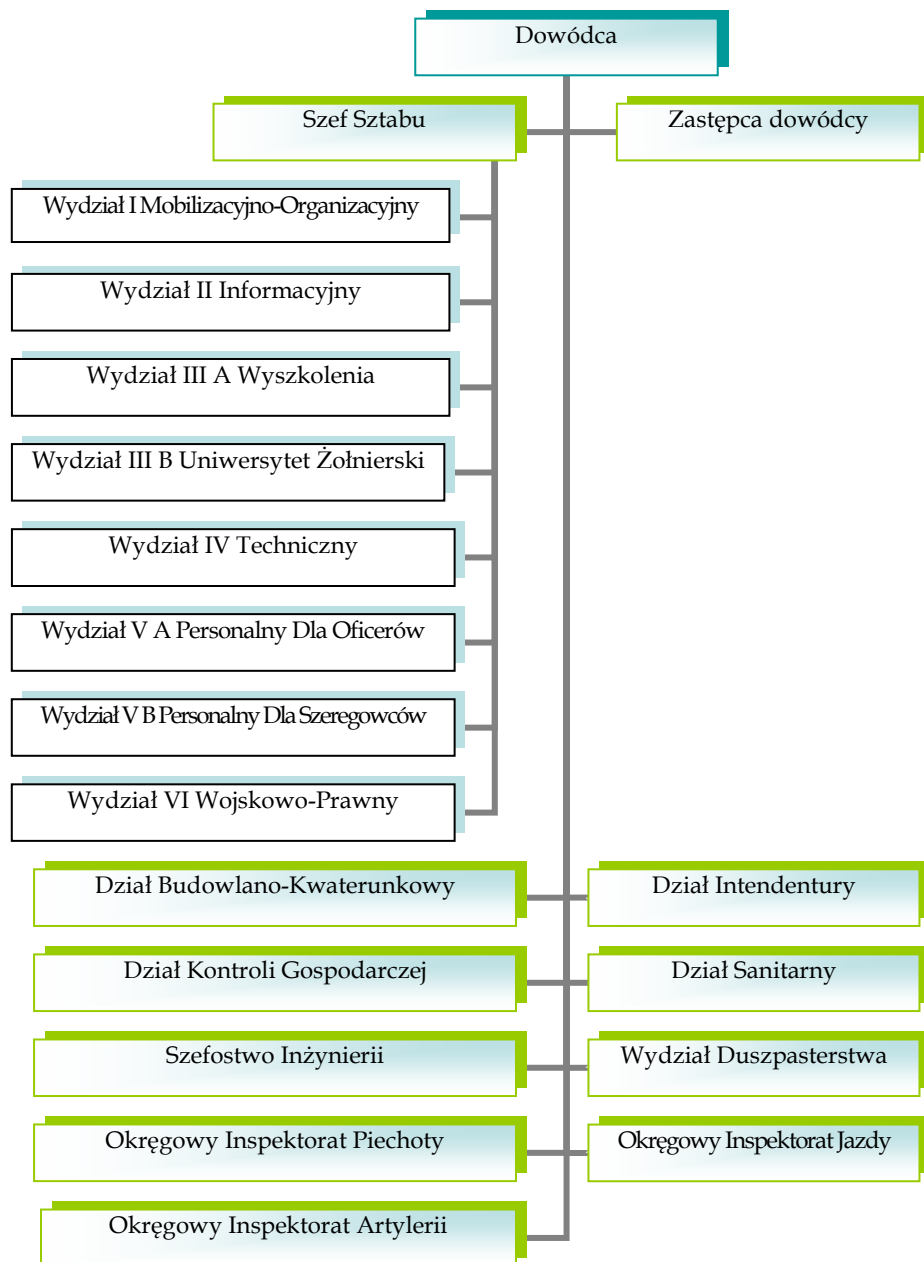 Dowódca
Szef Sztabu
Zastępca dowódcy
Wydział I Mobilizacyjno-Organizacyjny
Wydział II Informacyjny
Wydział III A Wyszkolenia
Wydział III B Uniwersytet Żołnierski
Wydział IV Techniczny
Wydział V A Personalny Dla Oficerów
Wydział V B Personalny Dla Szeregowców
Wydział VI Wojskowo-Prawny
Dział Budowlano-Kwaterunkowy
Dział Intendentury
Dział Kontroli Gospodarczej
Dział Sanitarny
Szefostwo Inżynierii
Wydział Duszpasterstwa
Okręgowy Inspektorat Piechoty
Okręgowy Inspektorat Jazdy
Okręgowy Inspektorat Artylerii